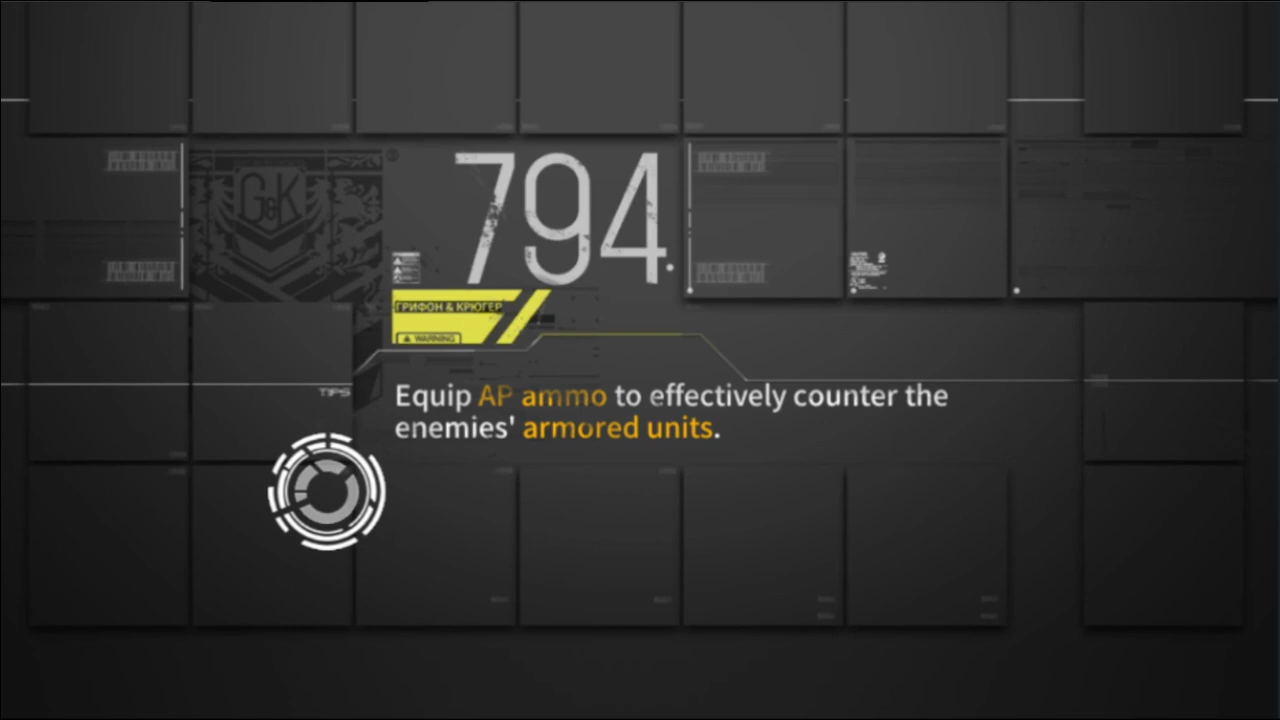 G&K
794.
ГРИФОН & КРЮГЕР
WARNING
TIPS
Equip AP ammo to effectively counter the
enemies' armored units.